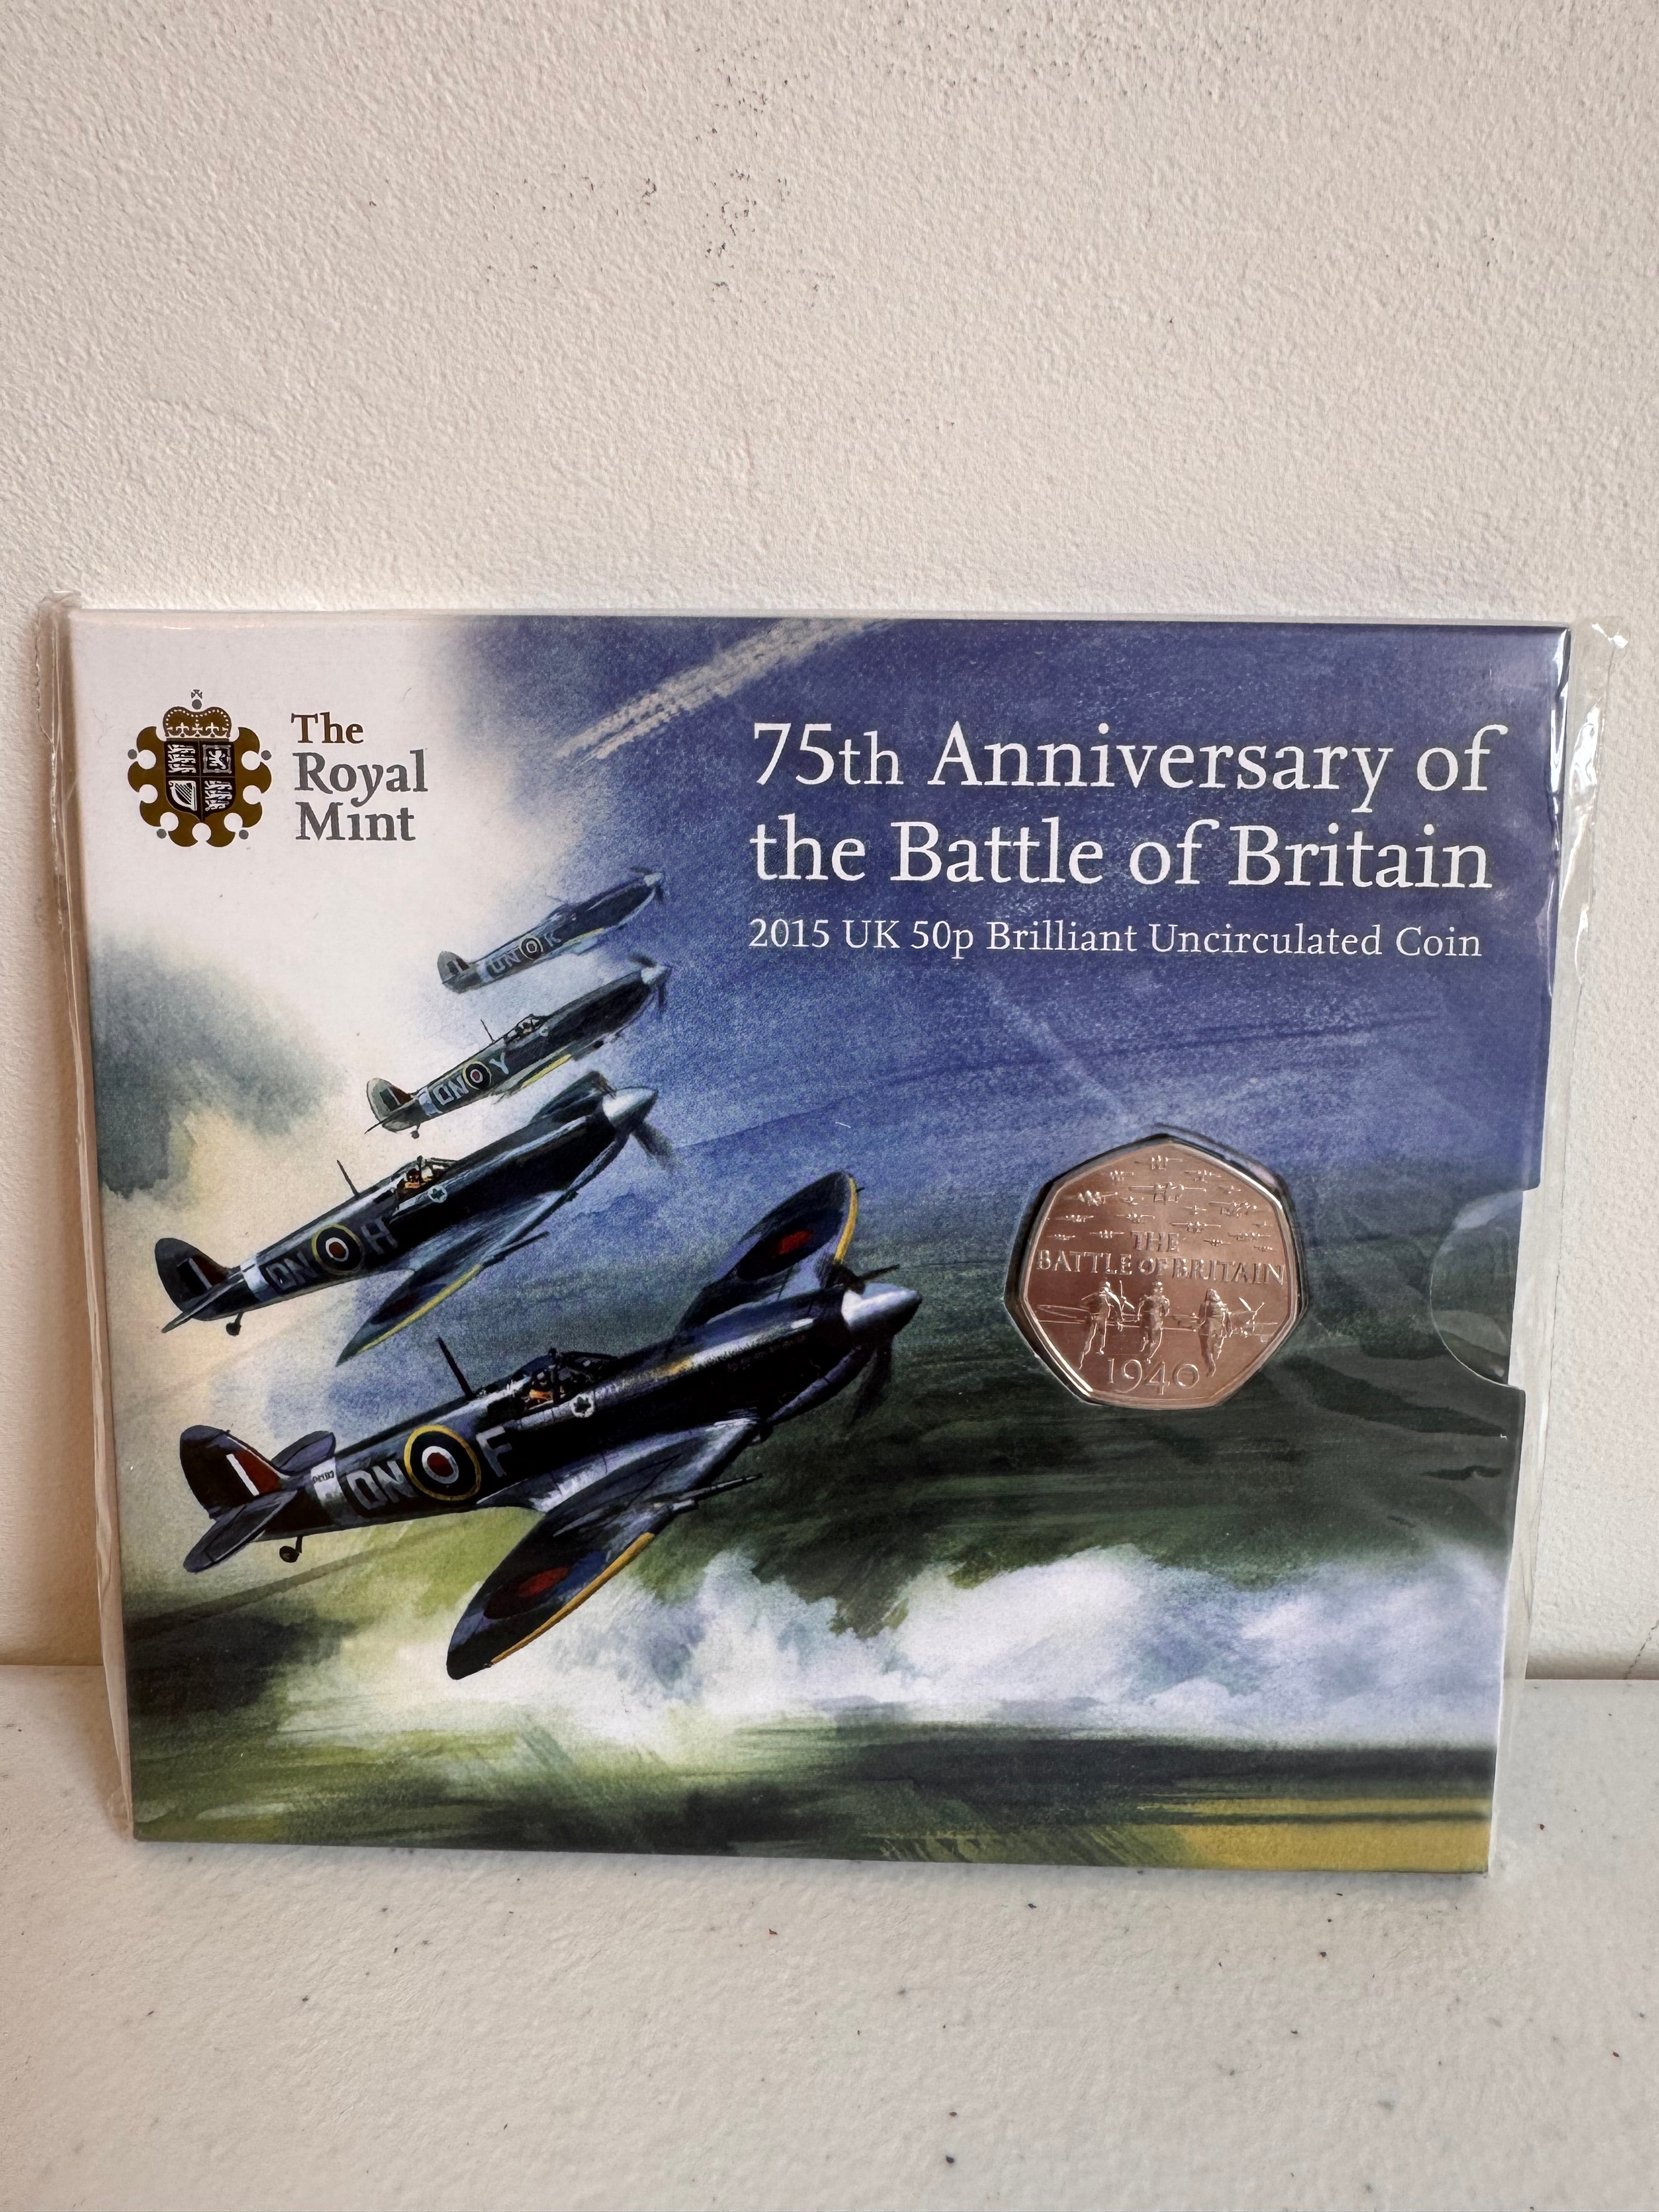 The
Royal
Mint
75th Anniversary of
the Battle of Britain
2015 UK 50p Brilliant Uncirculated Coin
DN K
DN Y
DN H
DN F
THE
BATTLE OF BRITAIN
1940